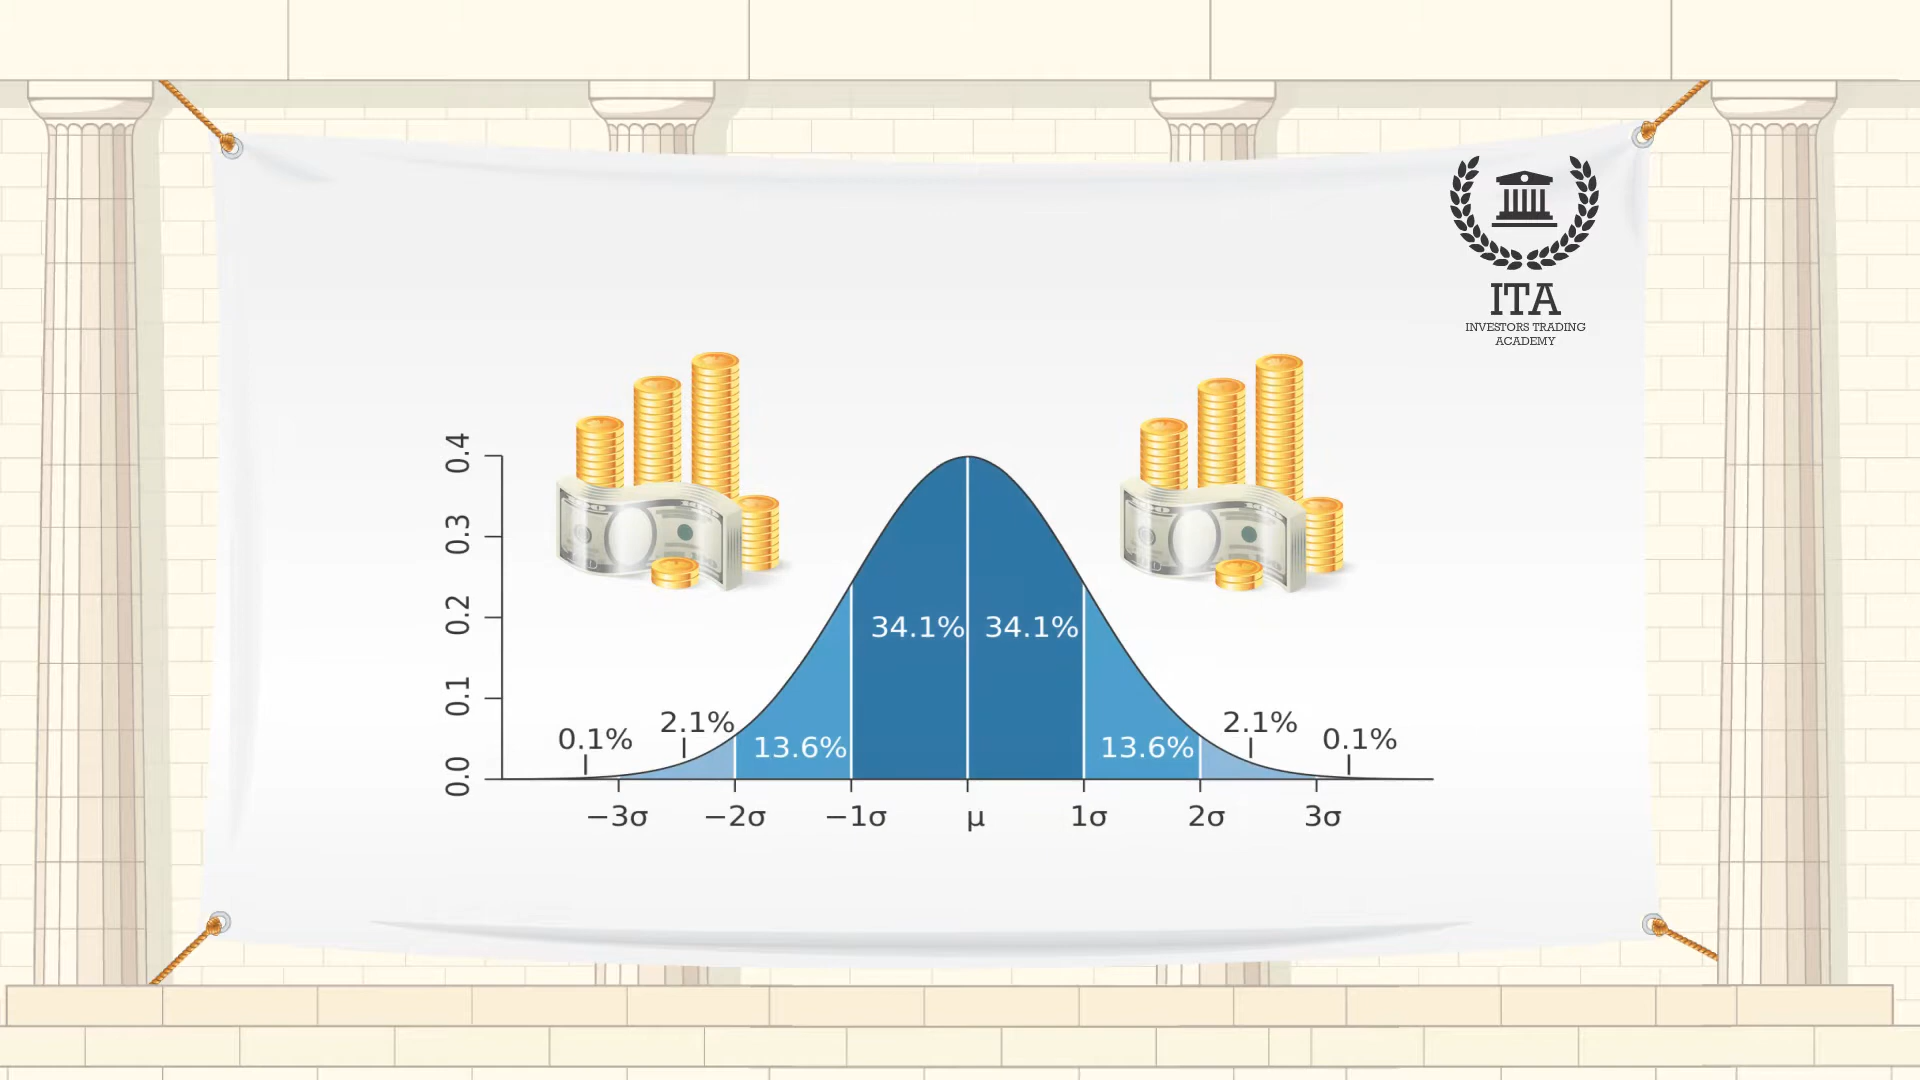 ITA
INVESTORS TRADING
ACADEMY
0.4
0.3
0.2
0.1
0.0
34.1% 34.1%
0.1% 2.1% 13.6% 13.6% 2.1% 0.1%
−3σ −2σ −1σ µ 1σ 2σ 3σ